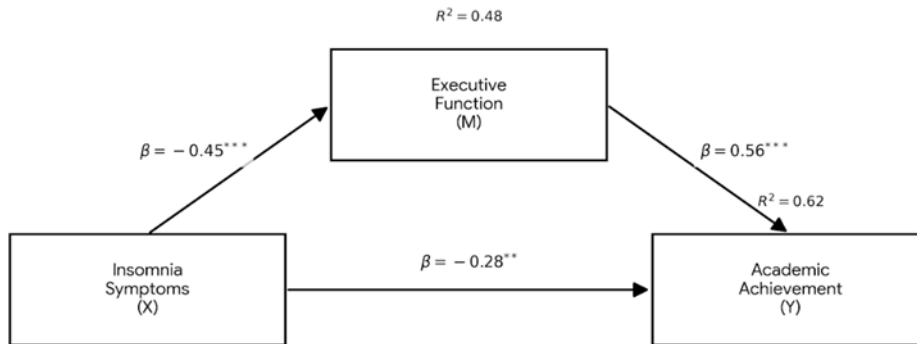 R² = 0.48
Executive
Function
(M)
β = −0.45***
β = 0.56***
R² = 0.62
β = −0.28**
Insomnia
Symptoms
(X)
Academic
Achievement
(Y)